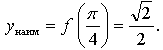 yнаим = f(π/4) = √2/2.